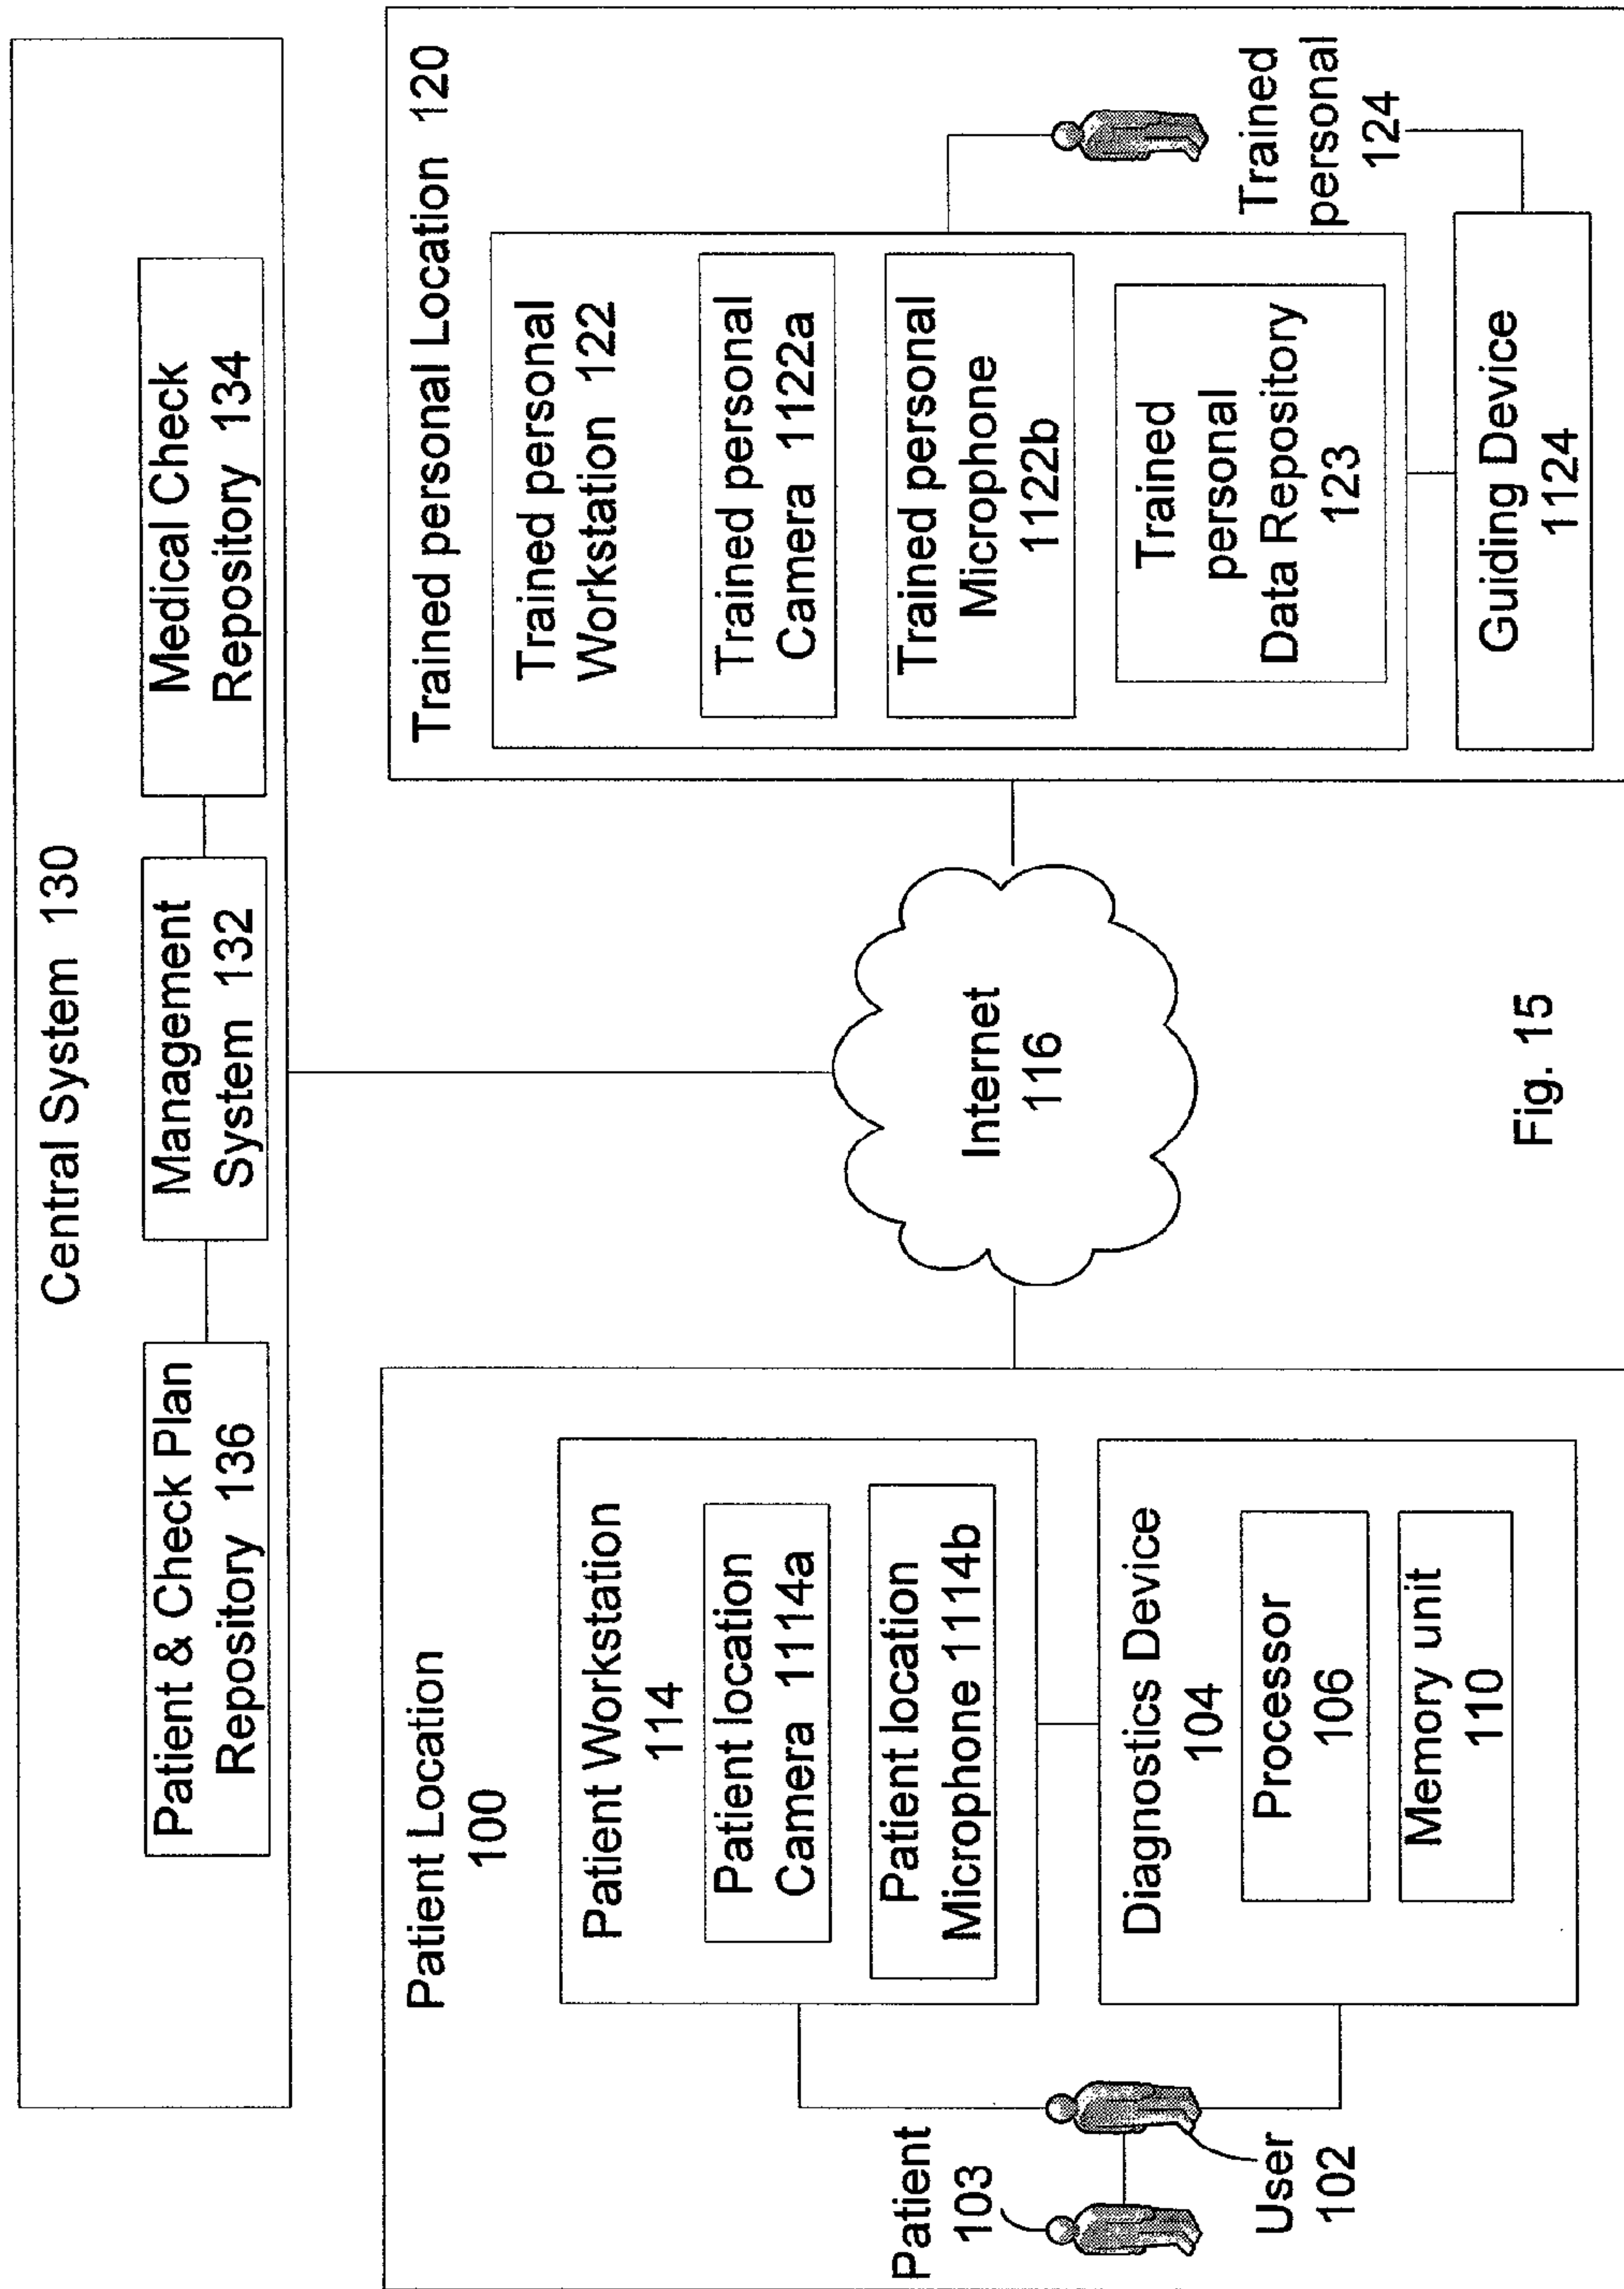 Central System 130
Patient & Check Plan
Repository 136
Management
System 132
Medical Check
Repository 134
Patient Location
100
Patient Workstation
114
Patient location
Camera 1114a
Patient location
Microphone 1114b
Diagnostics Device
104
Processor
106
Memory unit
110
Patient
103
User
102
Internet
116
Trained personal Location 120
Trained personal
Workstation 122
Trained personal
Camera 1122a
Trained personal
Microphone
1122b
Trained
personal
Data Repository
123
Trained
personal
124
Guiding Device
1124
Fig. 15